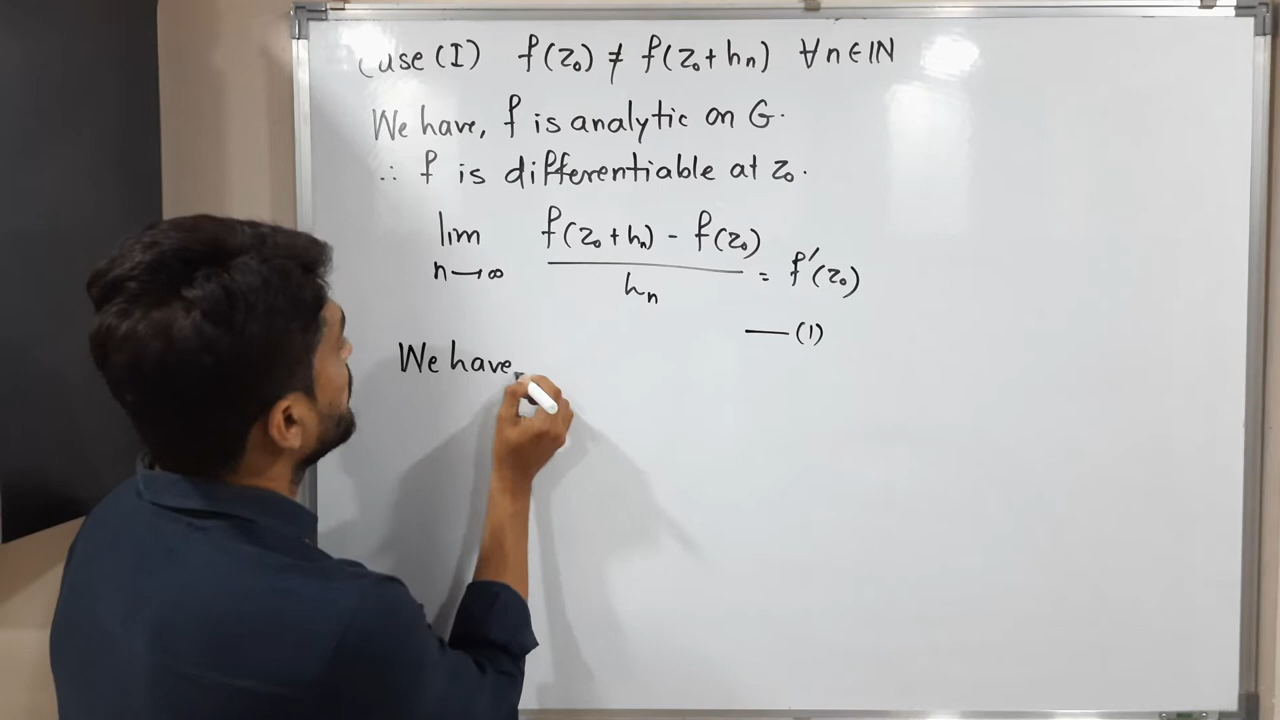 Case (I) f(z₀) ≠ f(z₀+hₙ) ∀n∈ℕ
We have, f is analytic on G.
∴ f is differentiable at z₀.
lim n→∞ f(z₀+hₙ) - f(z₀) / hₙ = f′(z₀)
—(1)
We have